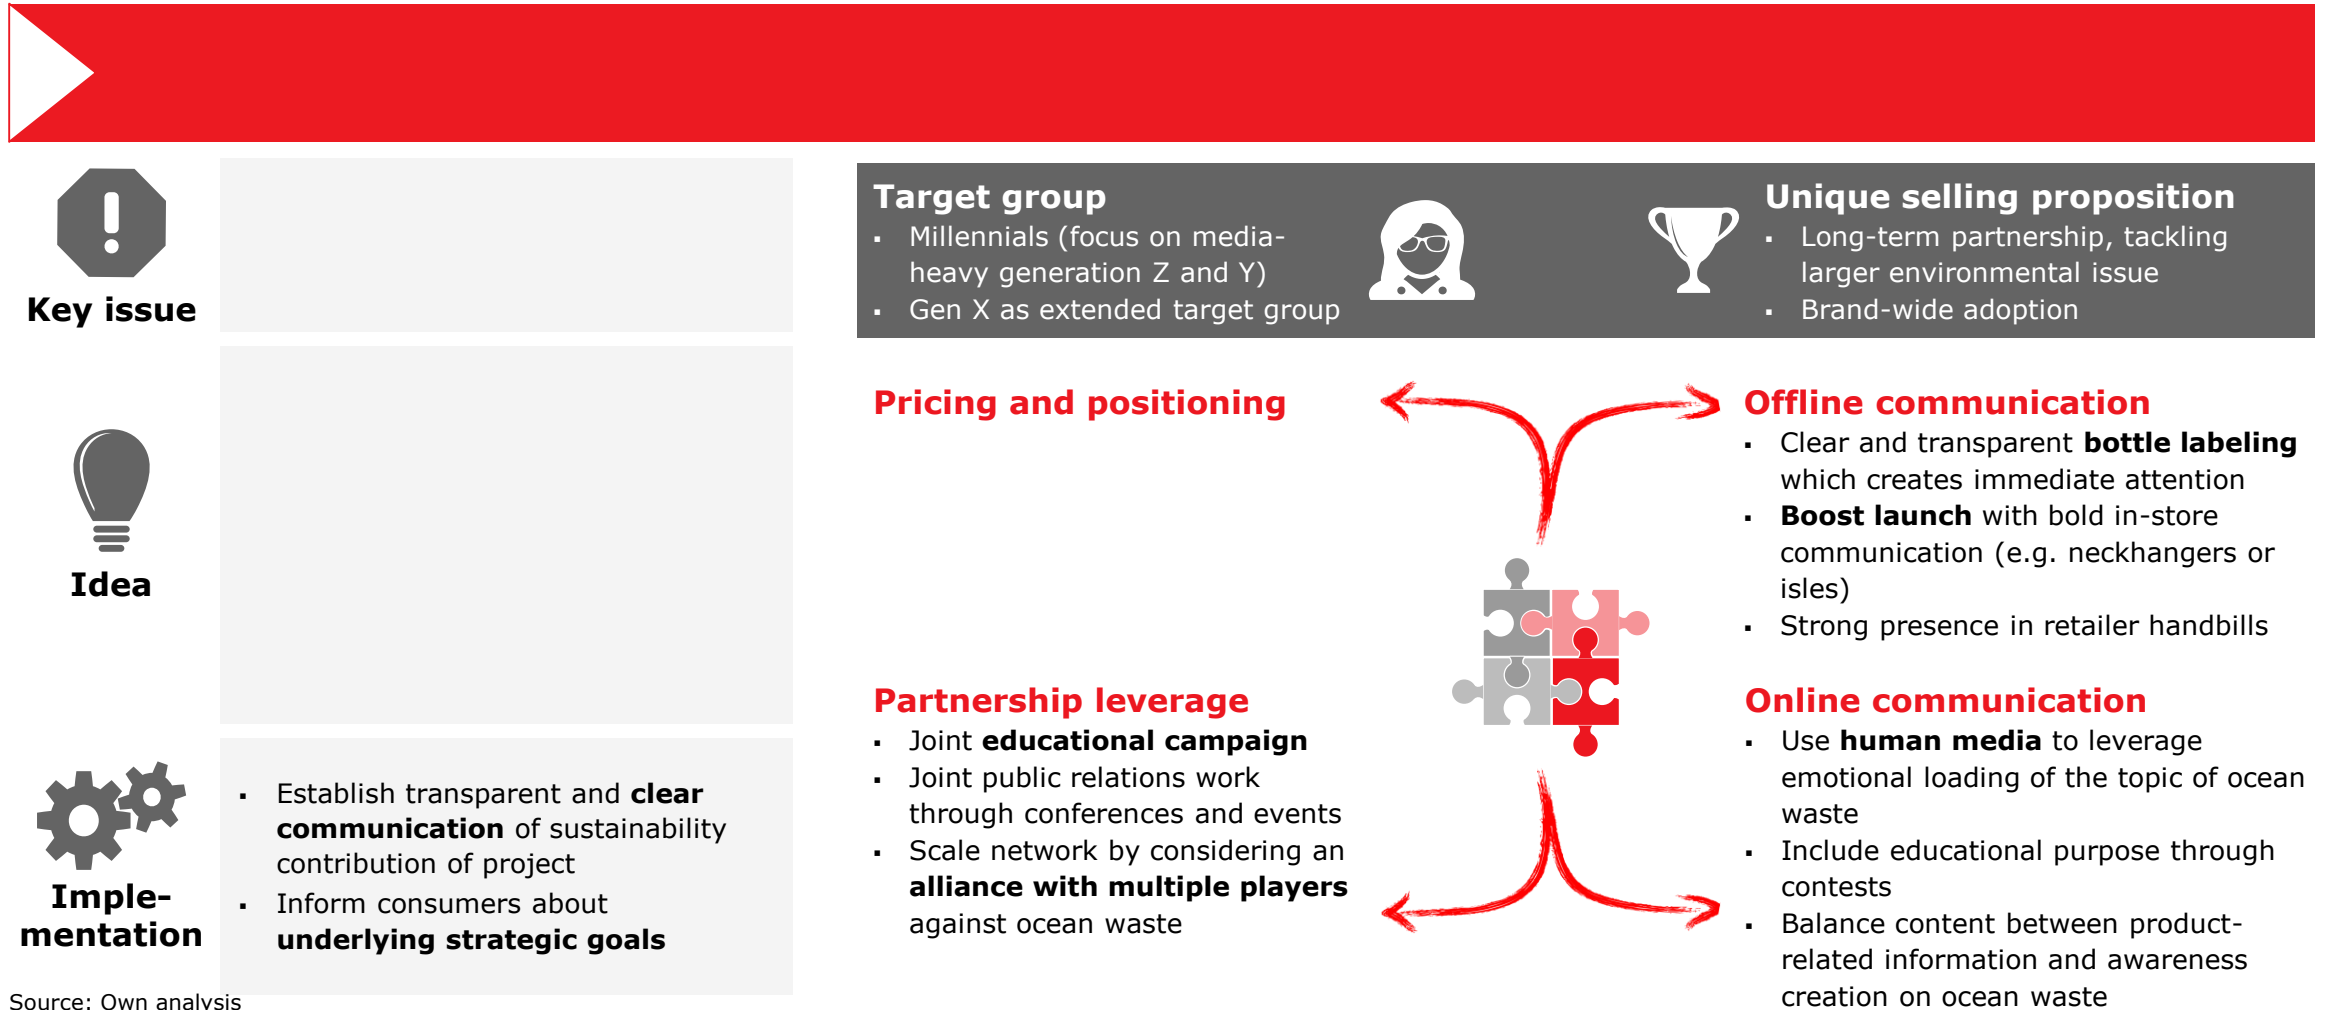 Key issue
Idea
Imple-
mentation
▪ Establish transparent and clear
communication of sustainability
contribution of project
▪ Inform consumers about
underlying strategic goals
Source: Own analysis
Target group
▪ Millennials (focus on media-
heavy generation Z and Y)
▪ Gen X as extended target group
Unique selling proposition
▪ Long-term partnership, tackling
larger environmental issue
▪ Brand-wide adoption
Pricing and positioning
Offline communication
▪ Clear and transparent bottle labeling
which creates immediate attention
▪ Boost launch with bold in-store
communication (e.g. neckhangers or
isles)
▪ Strong presence in retailer handbills
Partnership leverage
▪ Joint educational campaign
▪ Joint public relations work
through conferences and events
▪ Scale network by considering an
alliance with multiple players
against ocean waste
Online communication
▪ Use human media to leverage
emotional loading of the topic of ocean
waste
▪ Include educational purpose through
contests
▪ Balance content between product-
related information and awareness
creation on ocean waste